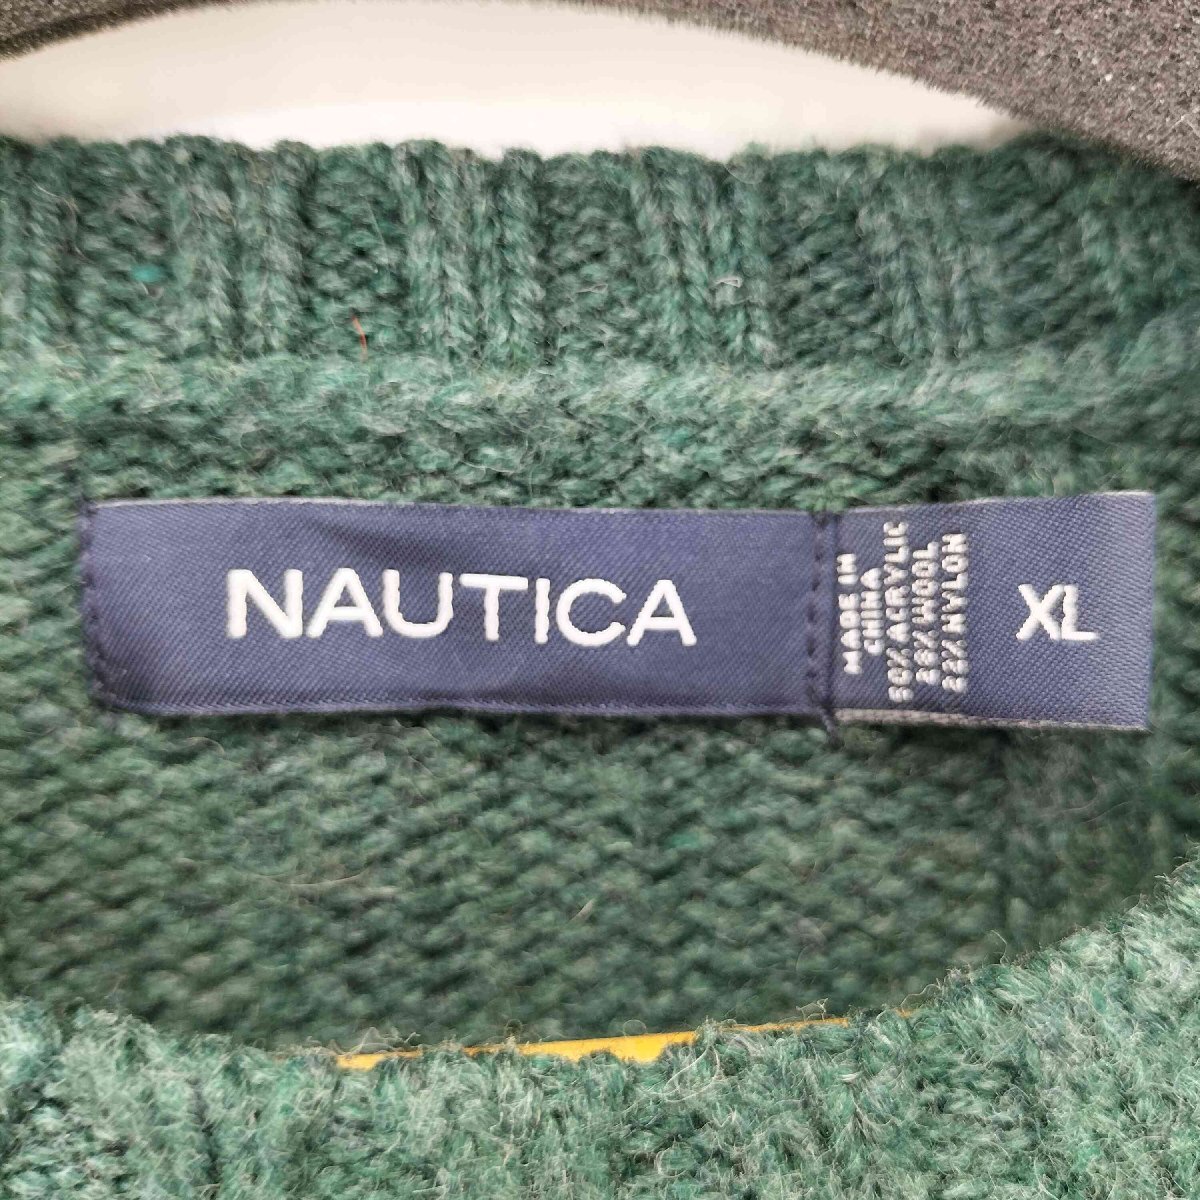 NAUTICA
MADE IN
CHINA
50% ACRYLIC
28% WOOL
22% NYLON
XL